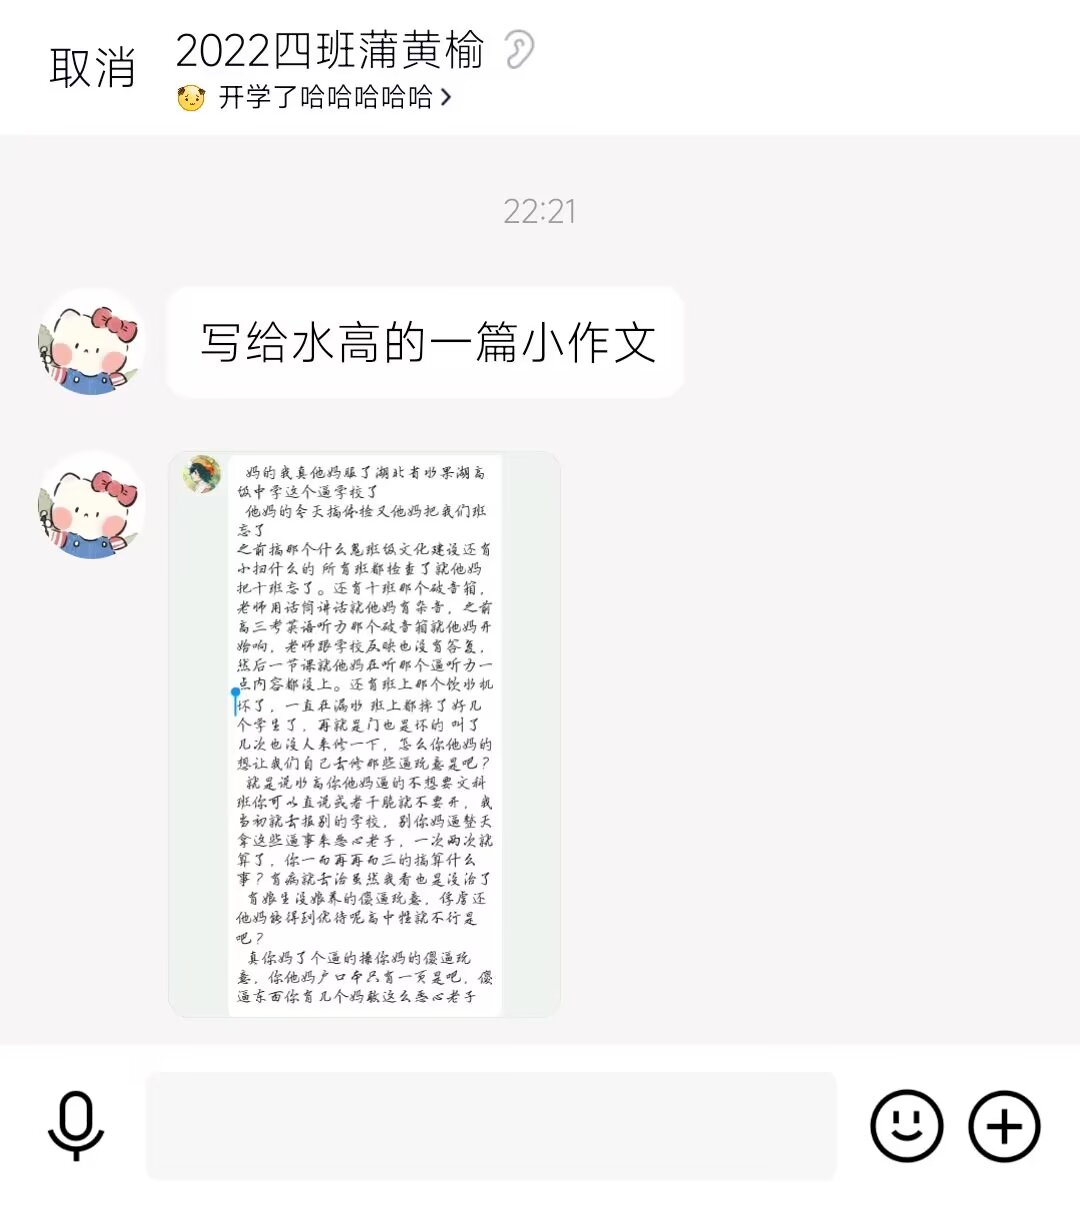 取消
2022四班蒲黄榆
开学了哈哈哈哈哈
22:21
写给水高的一篇小作文
妈的我真他妈服了湖北省水果湖高
级中学这个逼学校了
他妈的今天搞体检又他妈把我们班
忘了
之前搞那个什么鬼班级文化建设还有
小扫什么的 所有班都检查了就他妈
把十班忘了。还有十班那个破音箱，
老师用话筒讲话就他妈有杂音，之前
高三考英语听力那个破音箱就他妈开
始响，老师跟学校反映也没有答复，
然后一节课就他妈在听那个逼听力一
点内容都没上。还有班上那个饮水机
坏了，一直在漏水 班上都摔了好几
个学生了，再就是门也是坏的 叫了
几次也没人来修一下，怎么你他妈的
想让我们自己去修那些逼玩意是吧？
就是说水高你他妈逼的不想要文科
班你可以直说或者干脆就不要开，我
当初就去报别的学校，别你妈逼整天
拿这些逼事来恶心老子，一次两次就
算了，你一而再再而三的搞算什么
事？有病就去治虽然我看也是没治了
有娘生没娘养的傻逼玩意，俘虏还
他妈能得到优待呢高中牲就不行是
吧？
真你妈了个逼的操你妈的傻逼玩
意，你他妈户口本只有一页是吧，傻
逼东西你有几个妈敢这么恶心老子